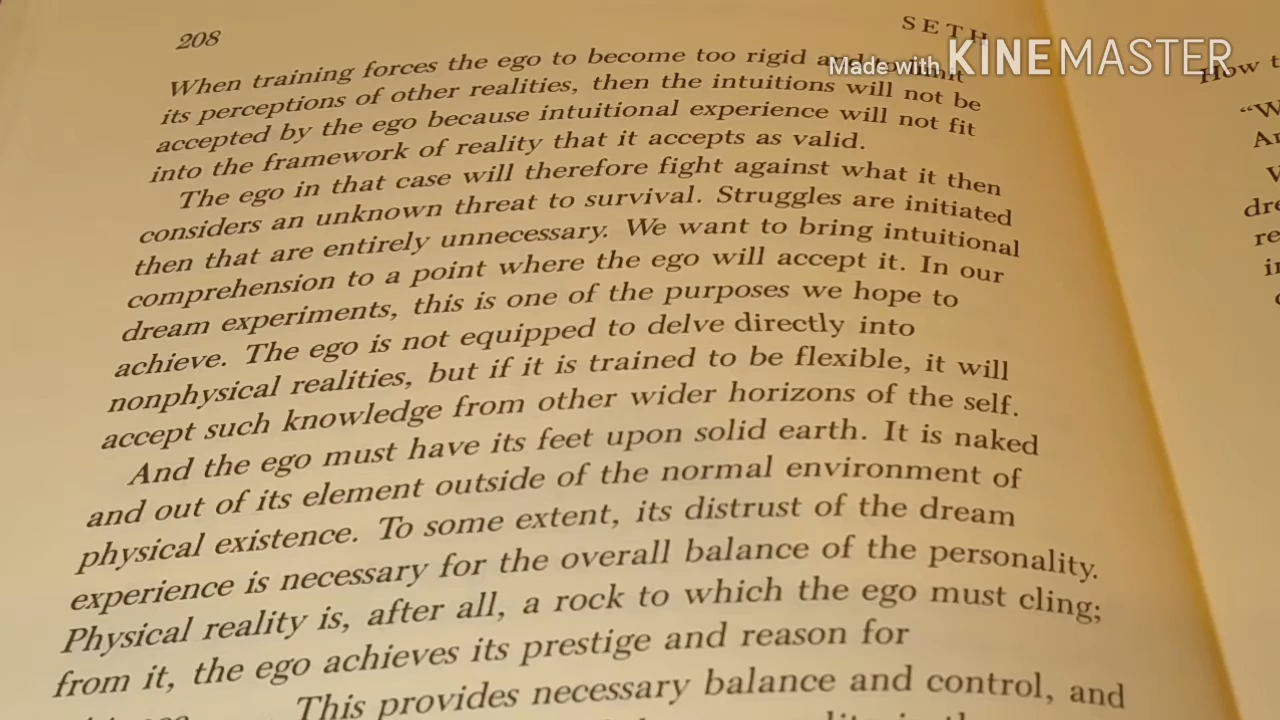 208
SETH
Made with KINEMASTER
When training forces the ego to become too rigid and to limit
its perceptions of other realities, then the intuitions will not be
accepted by the ego because intuitional experience will not fit
into the framework of reality that it accepts as valid.
The ego in that case will therefore fight against what it then
considers an unknown threat to survival. Struggles are initiated
then that are entirely unnecessary. We want to bring intuitional
comprehension to a point where the ego will accept it. In our
dream experiments, this is one of the purposes we hope to
achieve. The ego is not equipped to delve directly into
nonphysical realities, but if it is trained to be flexible, it will
accept such knowledge from other wider horizons of the self.
And the ego must have its feet upon solid earth. It is naked
and out of its element outside of the normal environment of
physical existence. To some extent, its distrust of the dream
experience is necessary for the overall balance of the personality.
Physical reality is, after all, a rock to which the ego must cling;
from it, the ego achieves its prestige and reason for
This provides necessary balance and control, and
How